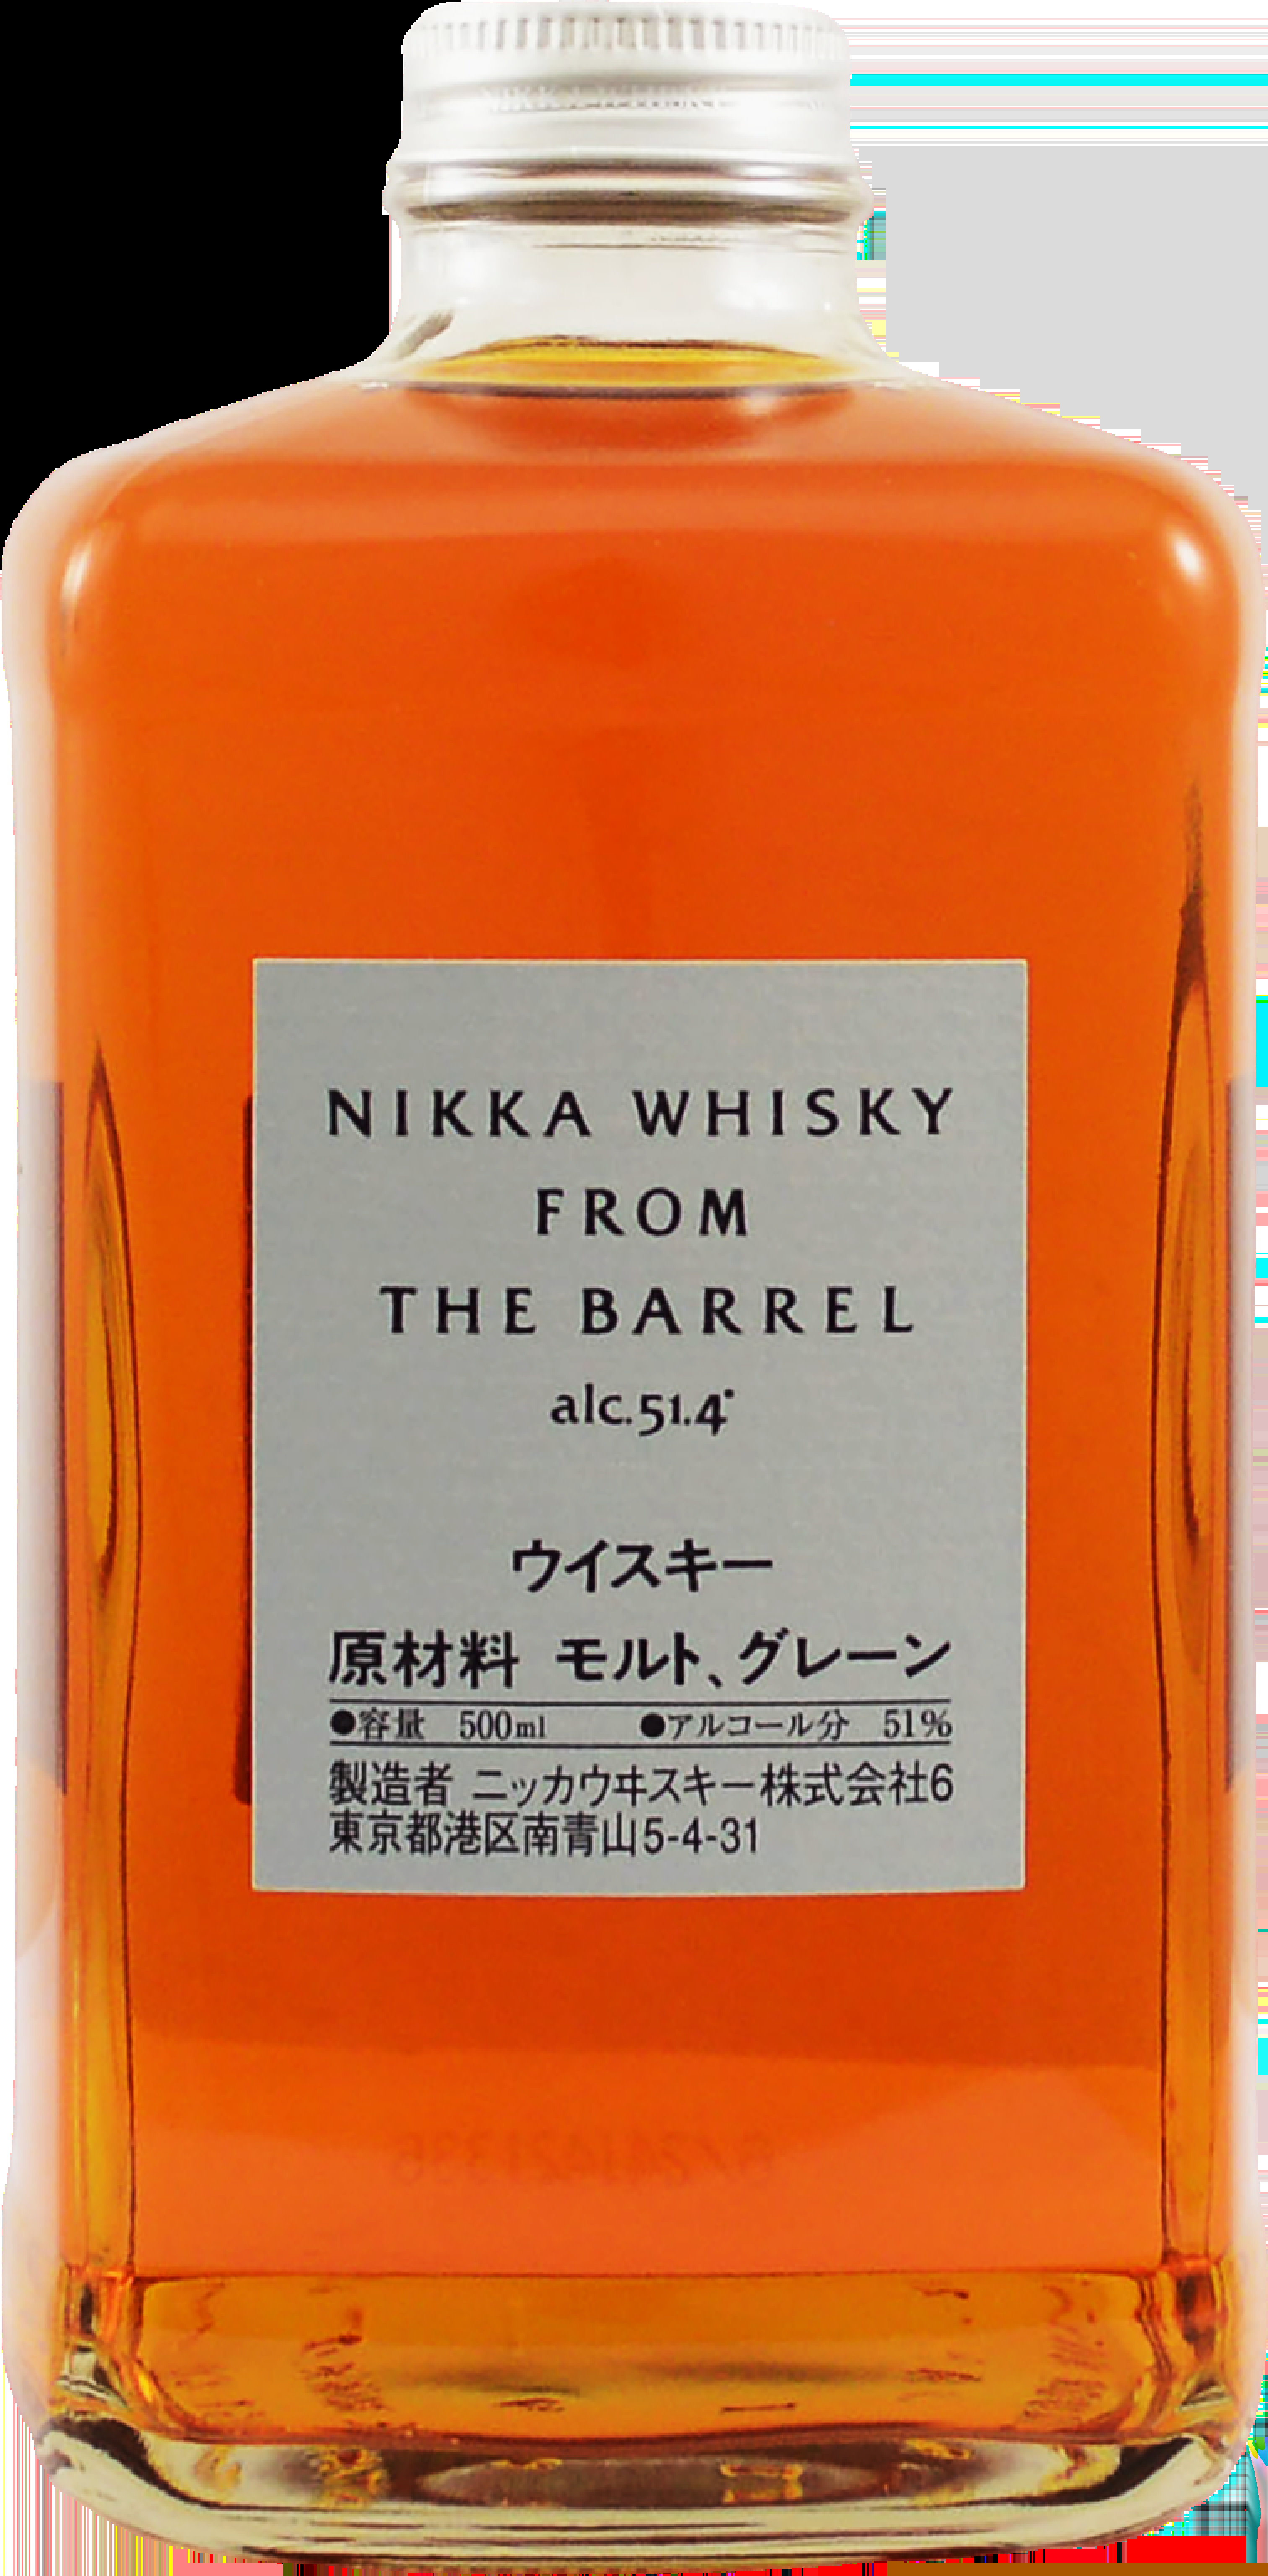 NIKKA WHISKY
FROM
THE BARREL
alc.51.4°
ウイスキー
原材料 モルト、グレーン
●容量 500ml ●アルコール分 51%
製造者 ニッカウヰスキー株式会社6
東京都港区南青山5-4-31